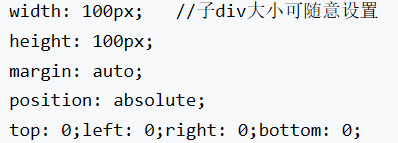 width: 100px;   //子div大小可随意设置
height: 100px;
margin: auto;
position: absolute;
top: 0;left: 0;right: 0;bottom: 0;